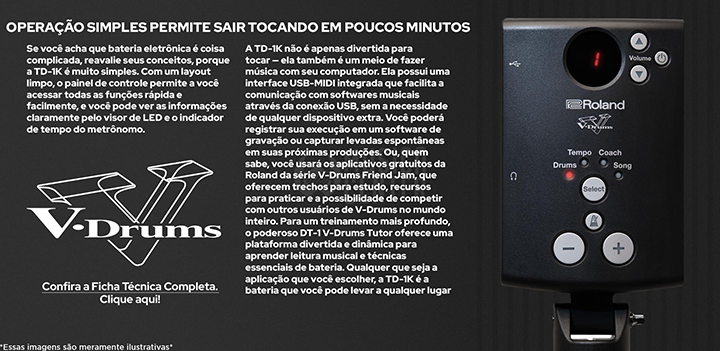 OPERAÇÃO SIMPLES PERMITE SAIR TOCANDO EM POUCOS MINUTOS
Se você acha que bateria eletrônica é coisa
complicada, reavalie seus conceitos, porque
a TD-1K é muito simples. Com um layout
limpo, o painel de controle permite a você
acessar todas as funções rápida e
facilmente, e você pode ver as informações
claramente pelo visor de LED e o indicador
de tempo do metrônomo.
V-Drums
Confira a Ficha Técnica Completa.
Clique aqui!
A TD-1K não é apenas divertida para
tocar — ela também é um meio de fazer
música com seu computador. Ela possui uma
interface USB-MIDI integrada que facilita a
comunicação com softwares musicais
através da conexão USB, sem a necessidade
de qualquer dispositivo extra. Você poderá
registrar sua execução em um software de
gravação ou capturar levadas espontâneas
em suas próximas produções. Ou, quem
sabe, você usará os aplicativos gratuitos da
Roland da série V-Drums Friend Jam, que
oferecem trechos para estudo, recursos
para praticar e a possibilidade de competir
com outros usuários de V-Drums no mundo
inteiro. Para um treinamento mais profundo,
o poderoso DT-1 V-Drums Tutor oferece uma
plataforma divertida e dinâmica para
aprender leitura musical e técnicas
essenciais de bateria. Qualquer que seja a
aplicação que você escolher, a TD-1K é a
bateria que você pode levar a qualquer lugar
1
Volume
Roland
V-Drums
Tempo Coach
Drums Song
Select
*Essas imagens são meramente ilustrativas*